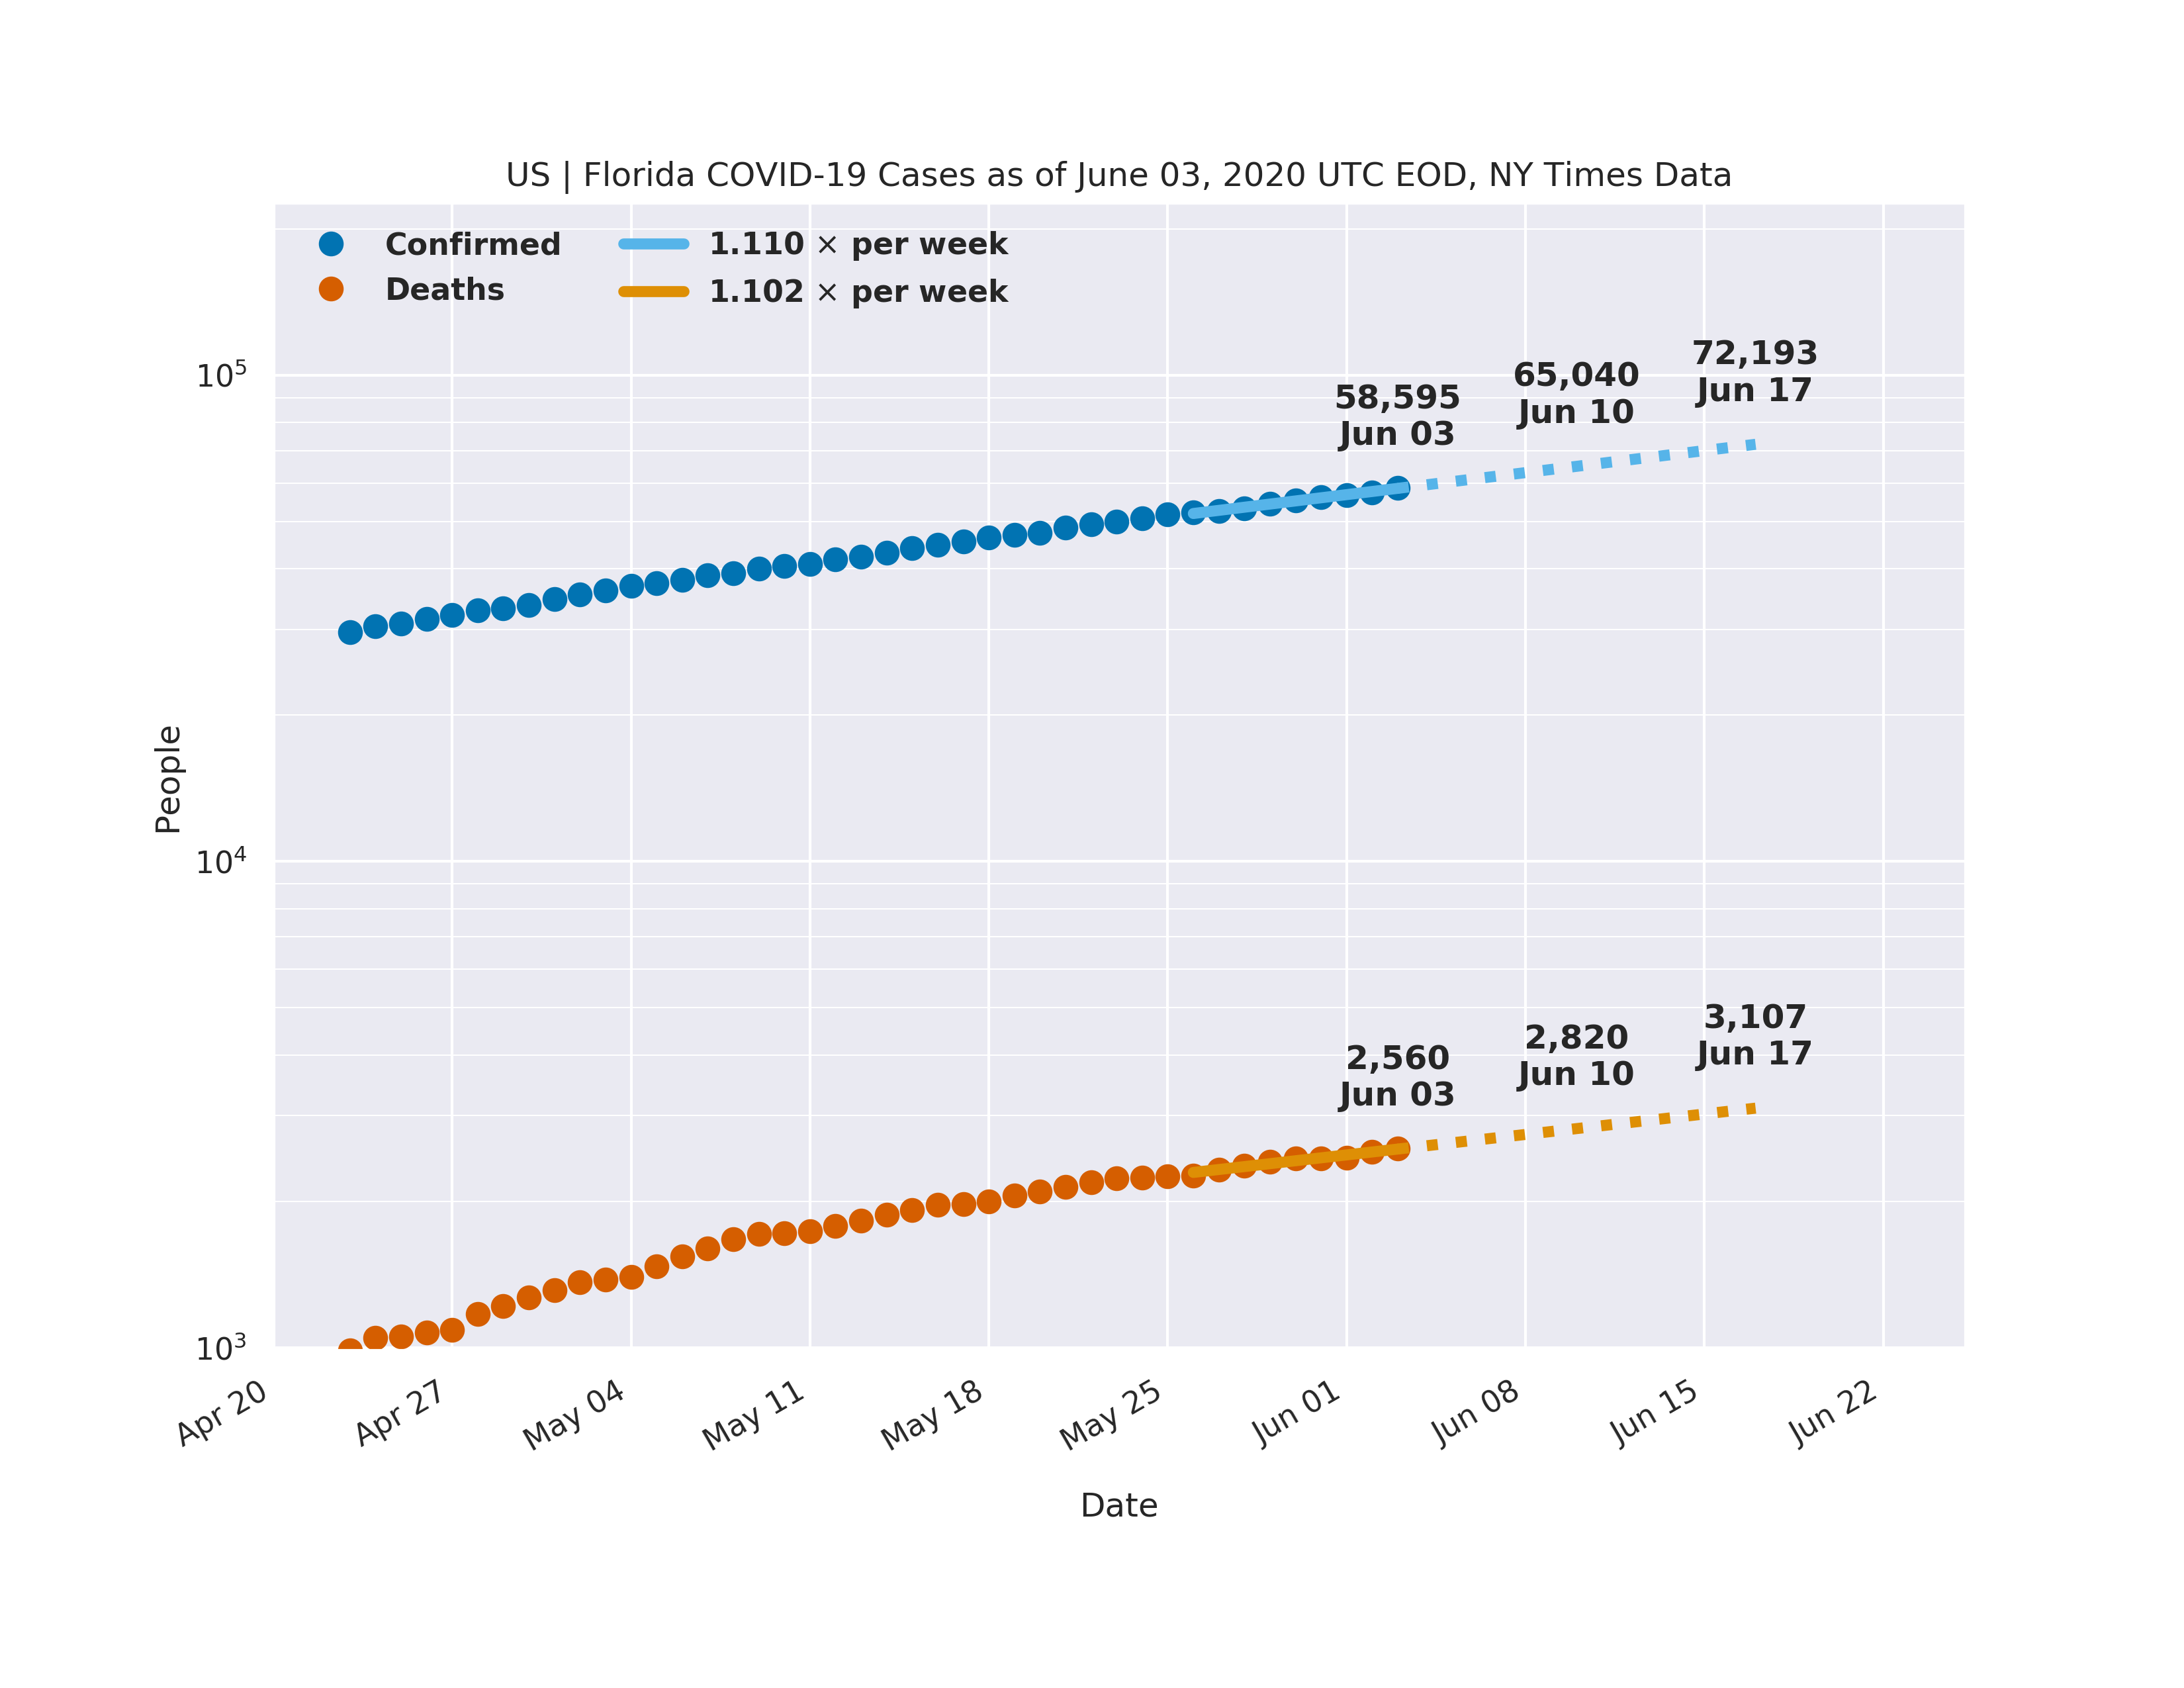 US | Florida COVID-19 Cases as of June 03, 2020 UTC EOD, NY Times Data
Confirmed
Deaths
1.110 × per week
1.102 × per week
10⁵
10⁴
10³
People
58,595
Jun 03
65,040
Jun 10
72,193
Jun 17
2,560
Jun 03
2,820
Jun 10
3,107
Jun 17
Apr 20
Apr 27
May 04
May 11
May 18
May 25
Jun 01
Jun 08
Jun 15
Jun 22
Date